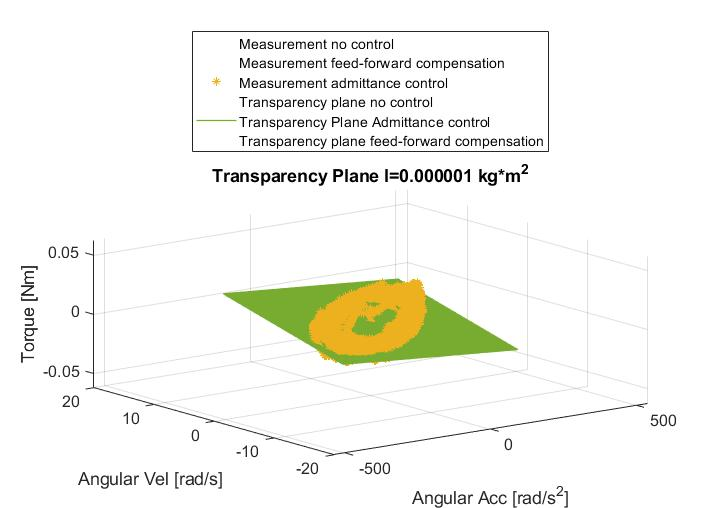 Measurement no control
Measurement feed-forward compensation
Measurement admittance control
Transparency plane no control
Transparency Plane Admittance control
Transparency plane feed-forward compensation
Transparency Plane I=0.000001 kg*m²
0.05
0
-0.05
Torque [Nm]
20
10
0
-10
-20
Angular Vel [rad/s]
-500
0
500
Angular Acc [rad/s²]